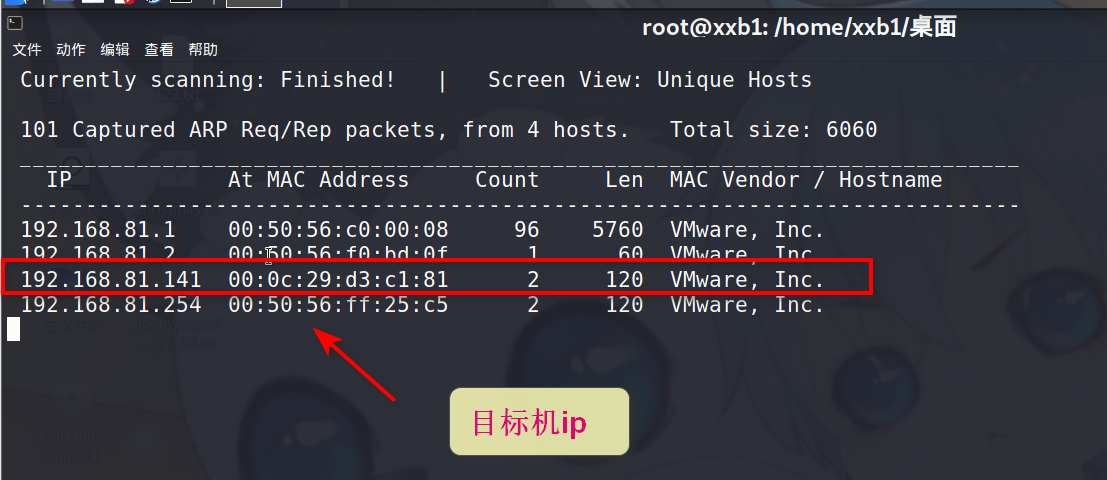 root@xxb1: /home/xxb1/桌面
文件 动作 编辑 查看 帮助
Currently scanning: Finished! | Screen View: Unique Hosts
101 Captured ARP Req/Rep packets, from 4 hosts. Total size: 6060
_____________________________________________________________________________
IP At MAC Address Count Len MAC Vendor / Hostname
-----------------------------------------------------------------------------
192.168.81.1 00:50:56:c0:00:08 96 5760 VMware, Inc.
192.168.81.2 00:50:56:f0:bd:0f 1 60 VMware, Inc.
192.168.81.141 00:0c:29:d3:c1:81 2 120 VMware, Inc.
192.168.81.254 00:50:56:ff:25:c5 2 120 VMware, Inc.
目标机ip